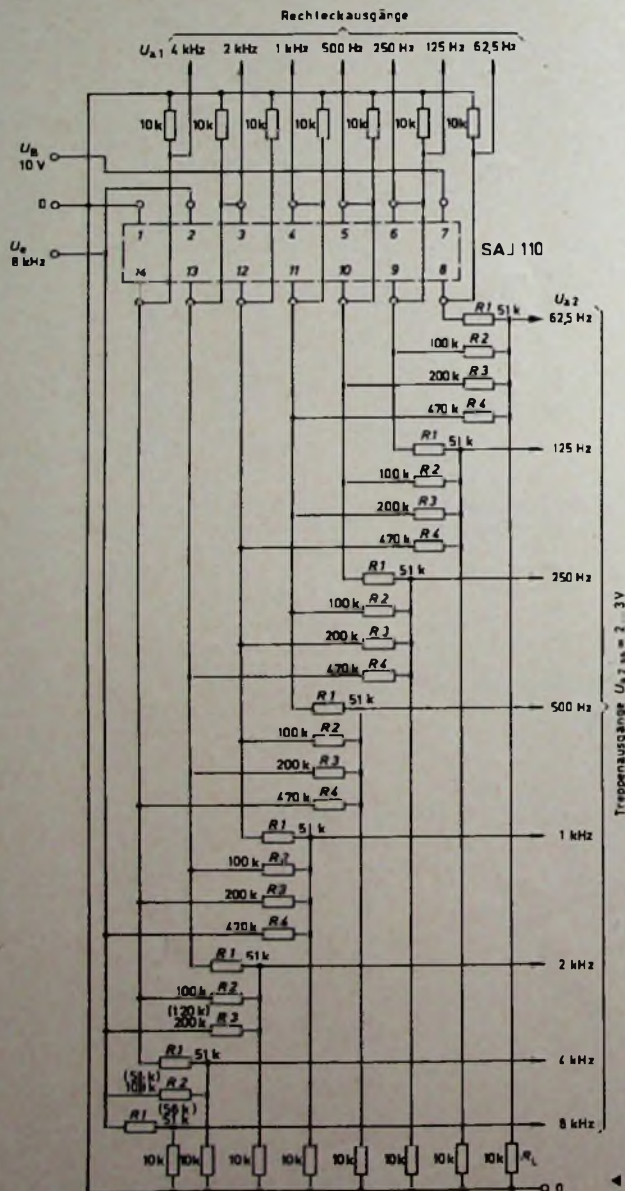 Rechteckausgänge
Ua1 4 kHz 2 kHz 1 kHz 500 Hz 250 Hz 125 Hz 62,5 Hz
10k 10k 10k 10k 10k 10k 10k
UB
10 V
0
Ue
8 kHz
1 2 3 4 5 6 7
SAJ 110
14 13 12 11 10 9 8
Ua2
R1 51 k 62,5 Hz
100 k R2
200 k R3
470 k R4
R1 51 k 125 Hz
100 k R2
200 k R3
470 k R4
R1 51 k 250 Hz
100 k R2
200 k R3
470 k R4
R1 51 k 500 Hz
100 k R2
200 k R3
470 k R4
R1 51 k 1 kHz
100 k R2
200 k R3
470 k R4
R1 51 k 2 kHz
100 k R2
(120 k)
200 k R3
R1 51 k 4 kHz
R2
(56 k)
R1 51 k 8 kHz
10k 10k 10k 10k 10k 10k 10k 10k RL
0
Treppenausgänge Ua2 ss = 2...3V